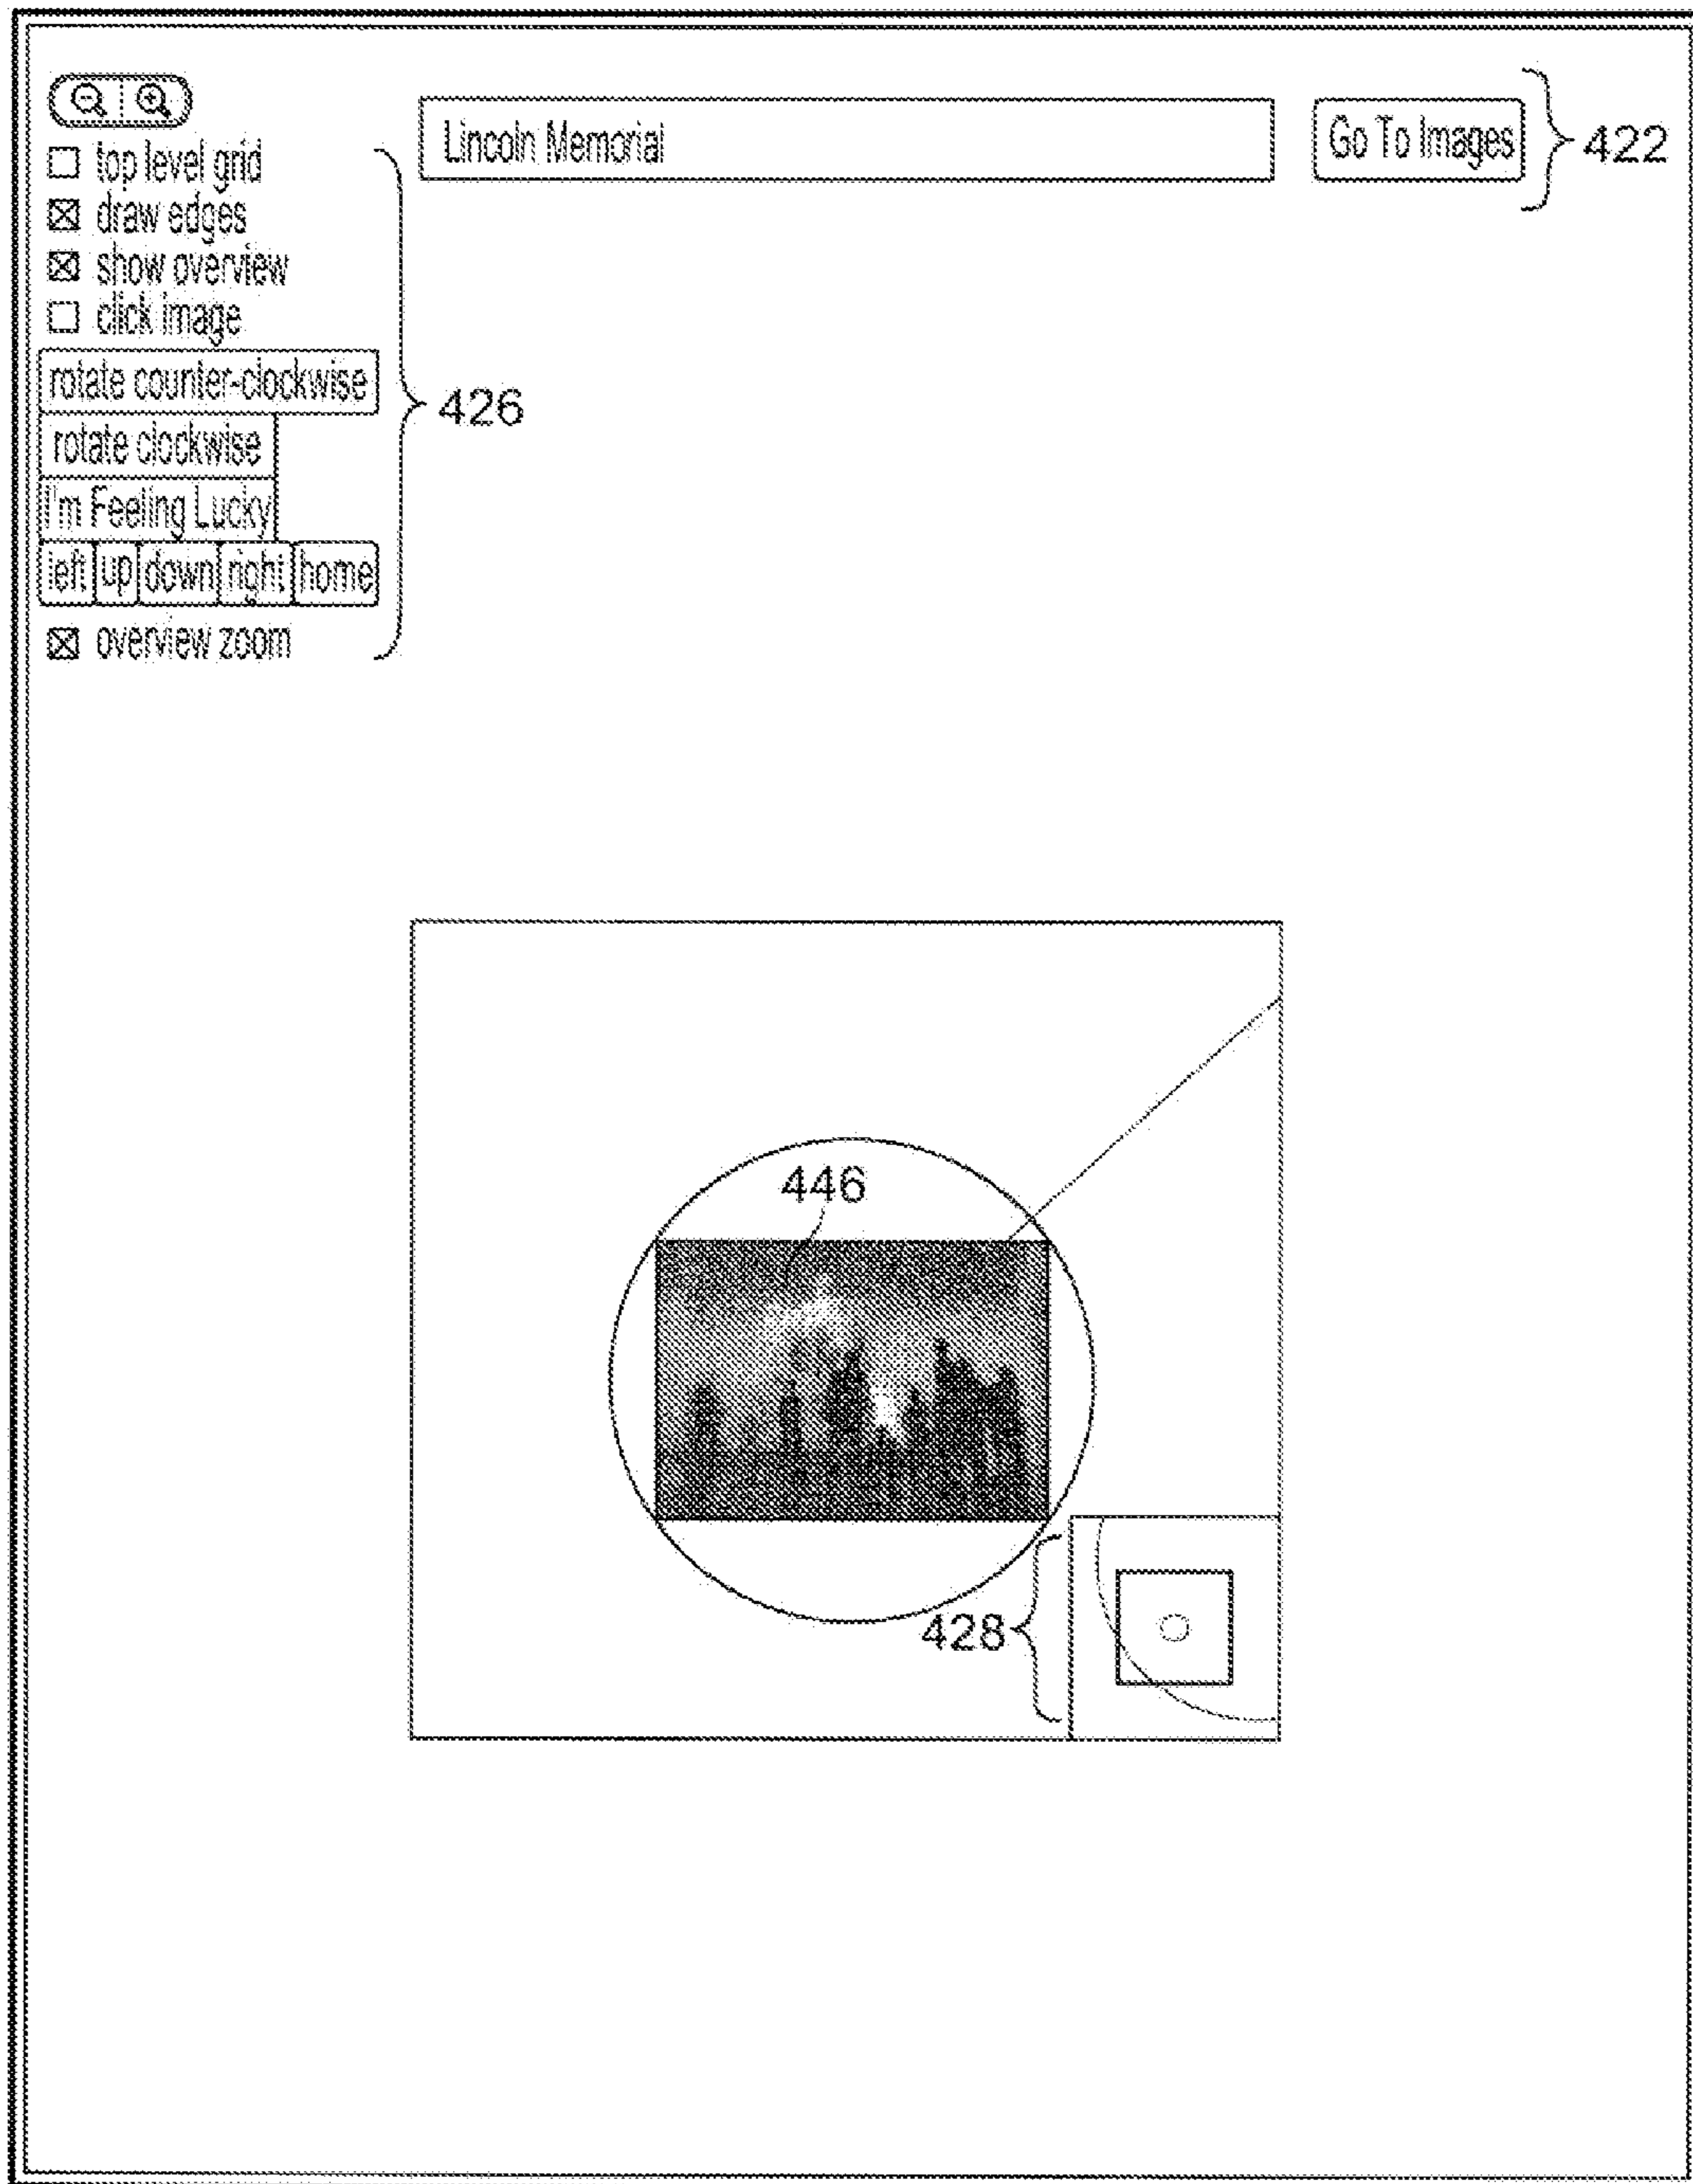 Lincoln Memorial
Go To Images
422
top level grid
draw edges
show overview
click image
rotate counter-clockwise
426
rotate clockwise
I'm Feeling Lucky
left up down right home
overview zoom
446
428